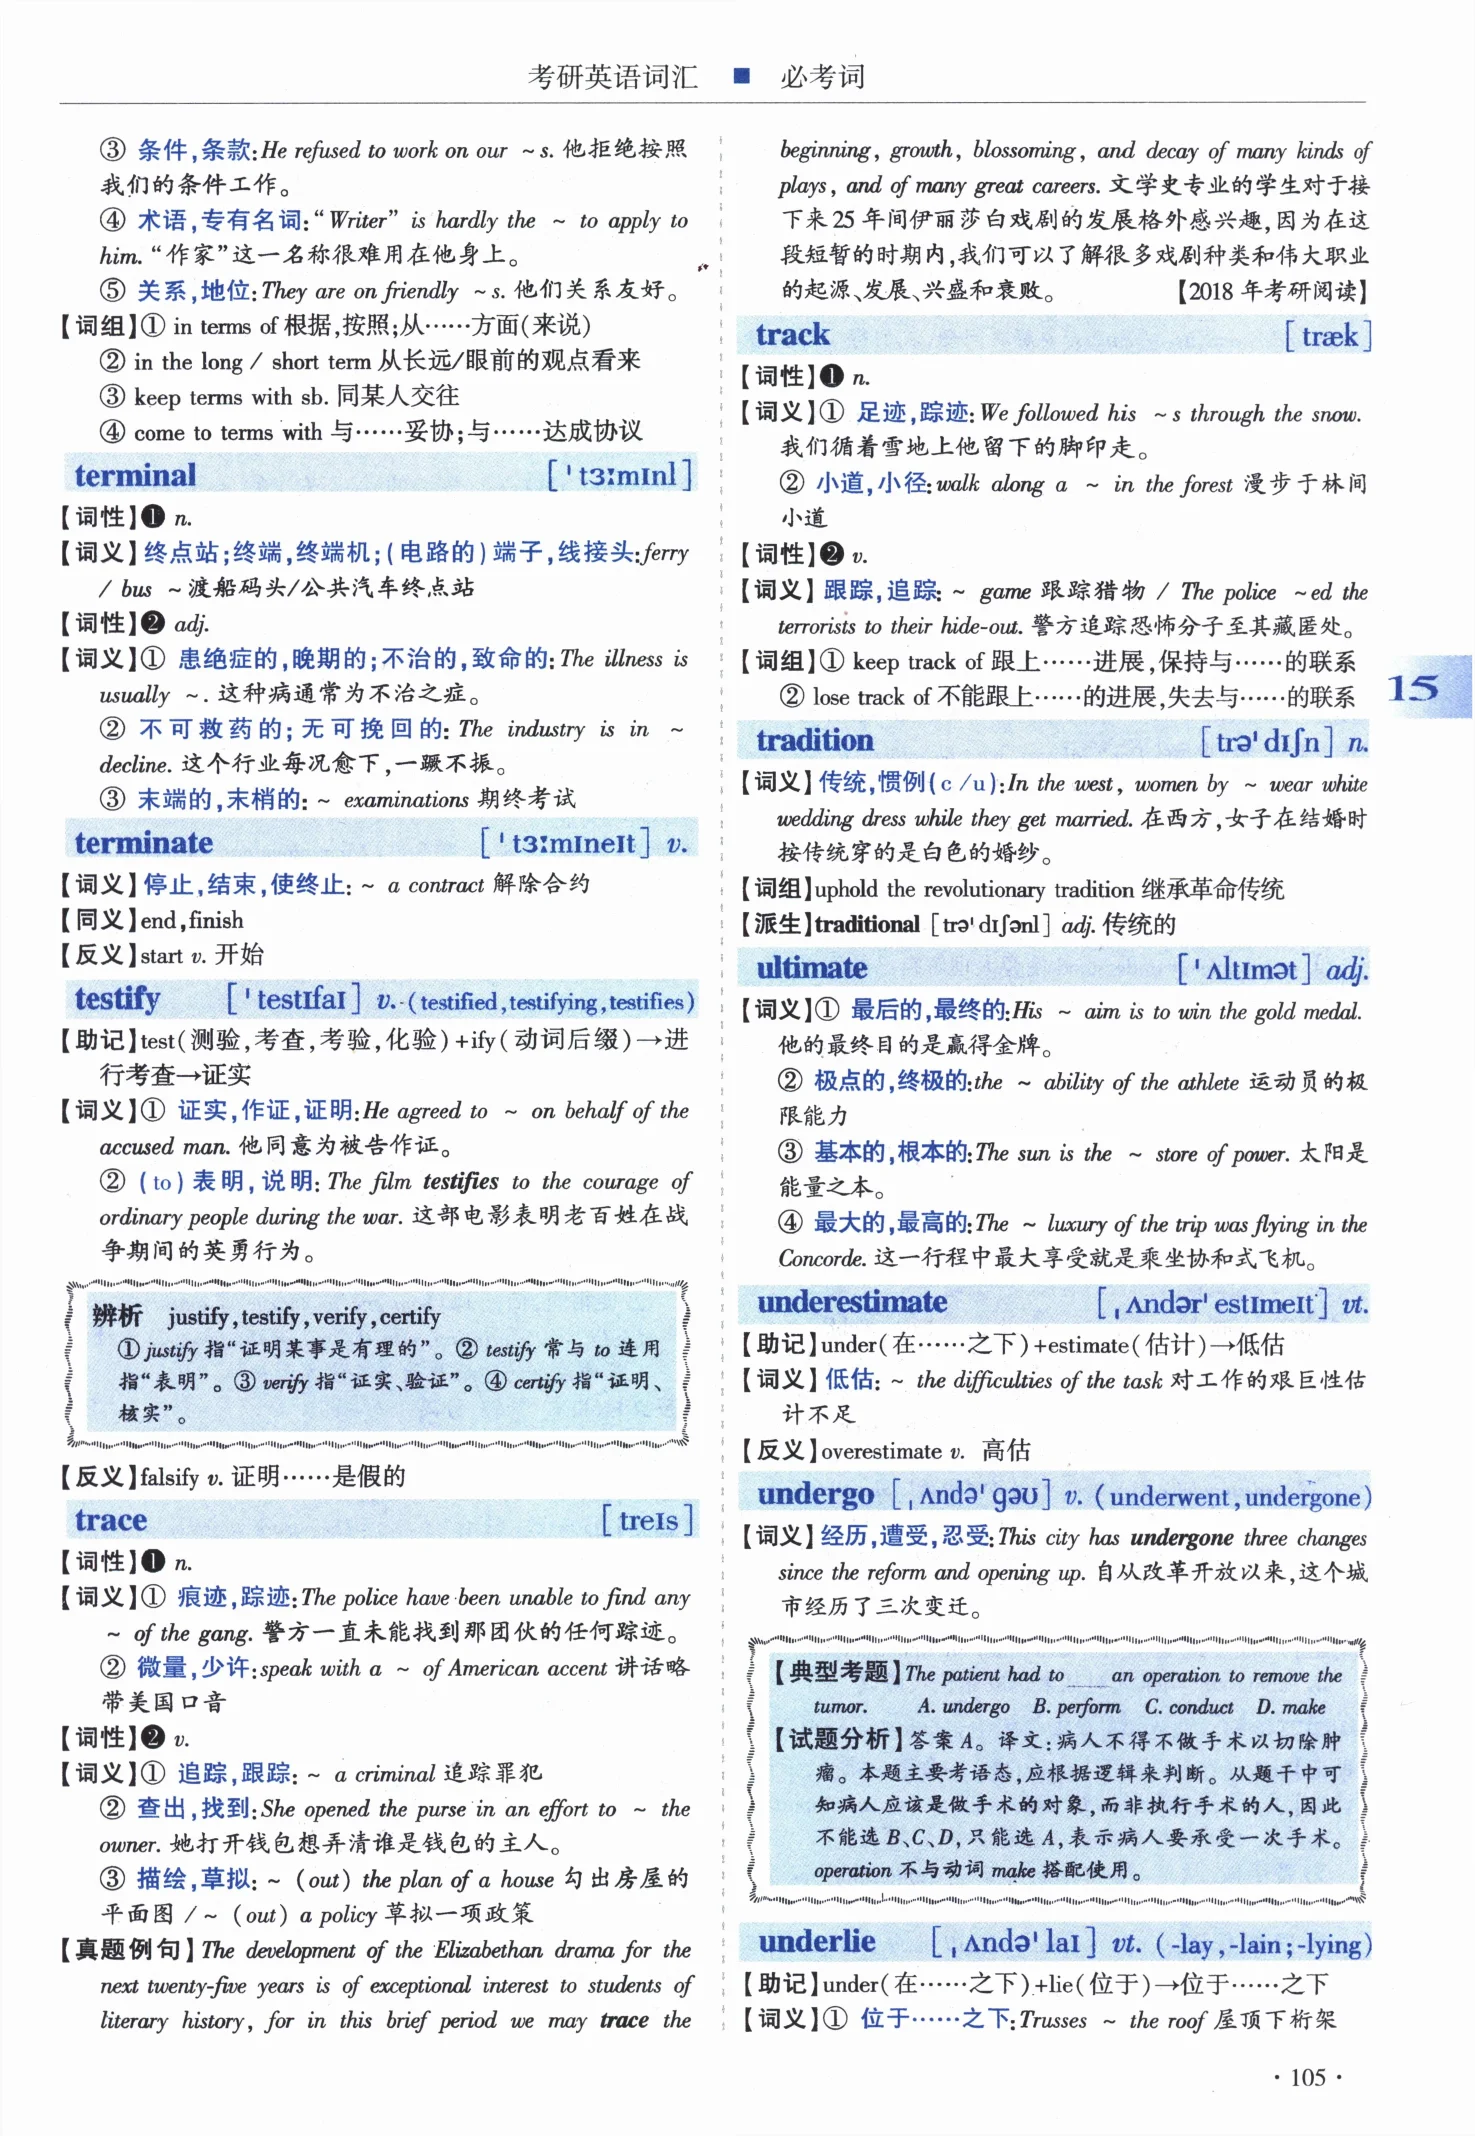 考研英语词汇 ■ 必考词
③ 条件,条款:He refused to work on our ~s. 他拒绝按照
我们的条件工作。
④ 术语,专有名词:“Writer” is hardly the ~ to apply to
him. “作家”这一名称很难用在他身上。
⑤ 关系,地位:They are on friendly ~s. 他们关系友好。
【词组】① in terms of 根据,按照;从……方面(来说)
② in the long / short term 从长远/眼前的观点看来
③ keep terms with sb. 同某人交往
④ come to terms with 与……妥协;与……达成协议
terminal [ˈtɜːmɪnl]
【词性】❶ n.
【词义】终点站;终端,终端机;(电路的)端子,线接头:ferry
/ bus ~渡船码头/公共汽车终点站
【词性】❷ adj.
【词义】① 患绝症的,晚期的;不治的,致命的:The illness is
usually ~. 这种病通常为不治之症。
② 不可救药的;无可挽回的: The industry is in ~
decline. 这个行业每况愈下,一蹶不振。
③ 末端的,末梢的: ~ examinations 期终考试
terminate [ˈtɜːmɪneɪt] v.
【词义】停止,结束,使终止: ~ a contract 解除合约
【同义】end,finish
【反义】start v. 开始
testify [ˈtestɪfaɪ] v. (testified,testifying,testifies)
【助记】test(测验,考查,考验,化验)+ify(动词后缀)→进
行考查→证实
【词义】① 证实,作证,证明:He agreed to ~ on behalf of the
accused man. 他同意为被告作证。
② (to)表明,说明: The film testifies to the courage of
ordinary people during the war. 这部电影表明老百姓在战
争期间的英勇行为。
辨析 justify,testify,verify,certify
①justify 指“证明某事是有理的”。② testify 常与 to 连用
指“表明”。③ verify 指“证实、验证”。④ certify 指“证明、
核实”。
【反义】falsify v. 证明……是假的
trace [treɪs]
【词性】❶ n.
【词义】① 痕迹,踪迹:The police have been unable to find any
~ of the gang. 警方一直未能找到那团伙的任何踪迹。
② 微量,少许:speak with a ~ of American accent 讲话略
带美国口音
【词性】❷ v.
【词义】① 追踪,跟踪: ~ a criminal 追踪罪犯
② 查出,找到:She opened the purse in an effort to ~ the
owner. 她打开钱包想弄清谁是钱包的主人。
③ 描绘,草拟: ~ (out) the plan of a house 勾出房屋的
平面图 / ~ (out) a policy 草拟一项政策
【真题例句】The development of the Elizabethan drama for the
next twenty-five years is of exceptional interest to students of
literary history, for in this brief period we may trace the
beginning, growth, blossoming, and decay of many kinds of
plays, and of many great careers. 文学史专业的学生对于接
下来25年间伊丽莎白戏剧的发展格外感兴趣,因为在这
段短暂的时期内,我们可以了解很多戏剧种类和伟大职业
的起源、发展、兴盛和衰败。 【2018年考研阅读】
track [træk]
【词性】❶ n.
【词义】① 足迹,踪迹:We followed his ~s through the snow.
我们循着雪地上他留下的脚印走。
② 小道,小径:walk along a ~ in the forest 漫步于林间
小道
【词性】❷ v.
【词义】跟踪,追踪: ~ game 跟踪猎物 / The police ~ed the
terrorists to their hide-out. 警方追踪恐怖分子至其藏匿处。
【词组】① keep track of 跟上……进展,保持与……的联系
② lose track of 不能跟上……的进展,失去与……的联系
15
tradition [trəˈdɪʃn] n.
【词义】传统,惯例(c /u):In the west, women by ~ wear white
wedding dress while they get married. 在西方,女子在结婚时
按传统穿的是白色的婚纱。
【词组】uphold the revolutionary tradition 继承革命传统
【派生】traditional [trəˈdɪʃənl] adj. 传统的
ultimate [ˈʌltɪmət] adj.
【词义】① 最后的,最终的:His ~ aim is to win the gold medal.
他的最终目的是赢得金牌。
② 极点的,终极的:the ~ ability of the athlete 运动员的极
限能力
③ 基本的,根本的:The sun is the ~ store of power. 太阳是
能量之本。
④ 最大的,最高的:The ~ luxury of the trip was flying in the
Concorde. 这一行程中最大享受就是乘坐协和式飞机。
underestimate [ˌʌndərˈestɪmeɪt] vt.
【助记】under(在……之下)+estimate(估计)→低估
【词义】低估: ~ the difficulties of the task 对工作的艰巨性估
计不足
【反义】overestimate v. 高估
undergo [ˌʌndəˈgəʊ] v. (underwent,undergone)
【词义】经历,遭受,忍受:This city has undergone three changes
since the reform and opening up. 自从改革开放以来,这个城
市经历了三次变迁。
【典型考题】The patient had to____an operation to remove the
tumor. A. undergo B. perform C. conduct D. make
【试题分析】答案A。译文:病人不得不做手术以切除肿
瘤。本题主要考语态,应根据逻辑来判断。从题干中可
知病人应该是做手术的对象,而非执行手术的人,因此
不能选B、C、D,只能选A,表示病人要承受一次手术。
operation 不与动词 make 搭配使用。
underlie [ˌʌndəˈlaɪ] vt. (-lay,-lain;-lying)
【助记】under(在……之下)+lie(位于)→位于……之下
【词义】① 位于……之下:Trusses ~ the roof 屋顶下桁架
·105·